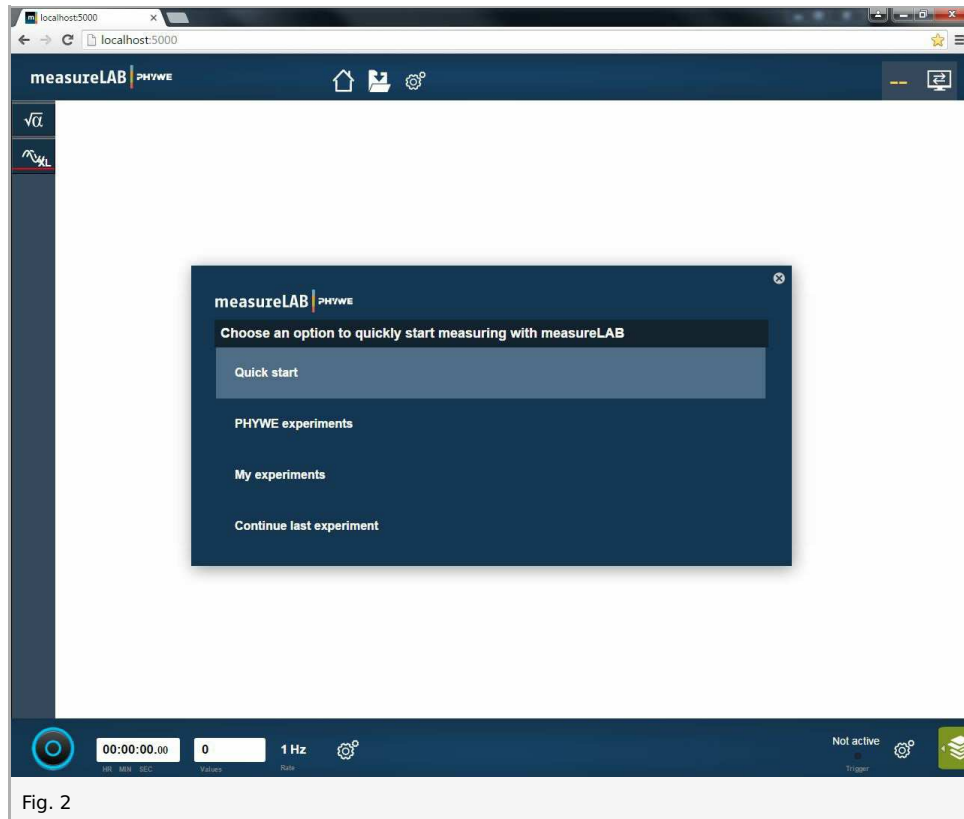 localhost:5000
localhost:5000
measureLAB PHYWE
√α
XL
measureLAB PHYWE
Choose an option to quickly start measuring with measureLAB
Quick start
PHYWE experiments
My experiments
Continue last experiment
00:00:00.00 0 1 Hz Not active
HR MIN SEC Values Rate Trigger
Fig. 2